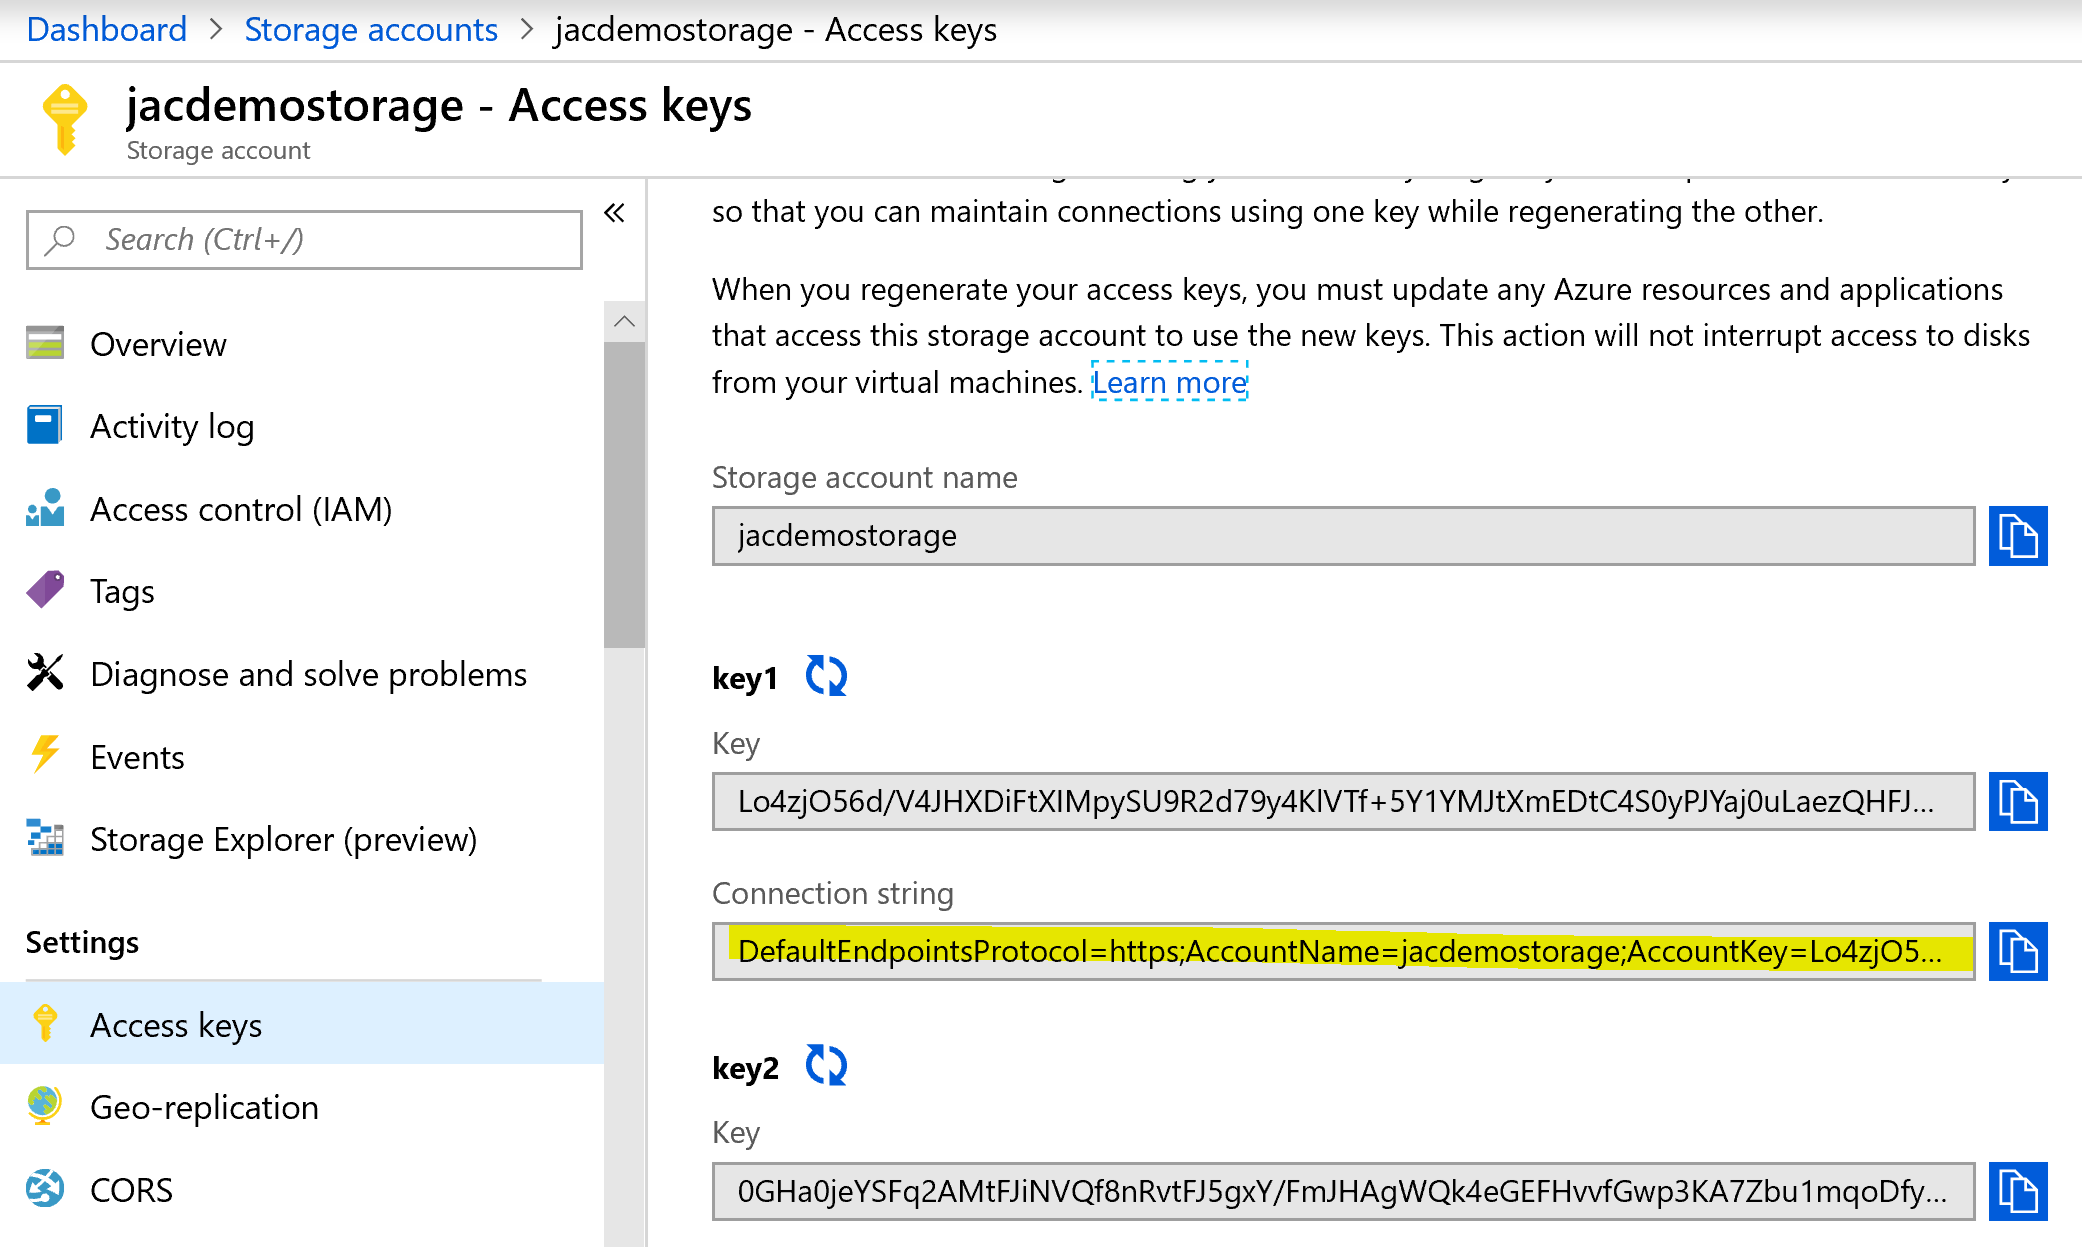 Dashboard > Storage accounts > jacdemostorage - Access keys
jacdemostorage - Access keys
Storage account
Search (Ctrl+/)
Overview
Activity log
Access control (IAM)
Tags
Diagnose and solve problems
Events
Storage Explorer (preview)
Settings
Access keys
Geo-replication
CORS
so that you can maintain connections using one key while regenerating the other.
When you regenerate your access keys, you must update any Azure resources and applications
that access this storage account to use the new keys. This action will not interrupt access to disks
from your virtual machines. Learn more
Storage account name
jacdemostorage
key1
Key
Lo4zjO56d/V4JHXDiFtXIMpySU9R2d79y4KlVTf+5Y1YMJtXmEDtC4S0yPJYaj0uLaezQHFJ...
Connection string
DefaultEndpointsProtocol=https;AccountName=jacdemostorage;AccountKey=Lo4zjO5...
key2
Key
0GHa0jeYSFq2AMtFJiNVQf8nRvtFJ5gxY/FmJHAgWQk4eGEFHvvfGwp3KA7Zbu1mqoDfy...